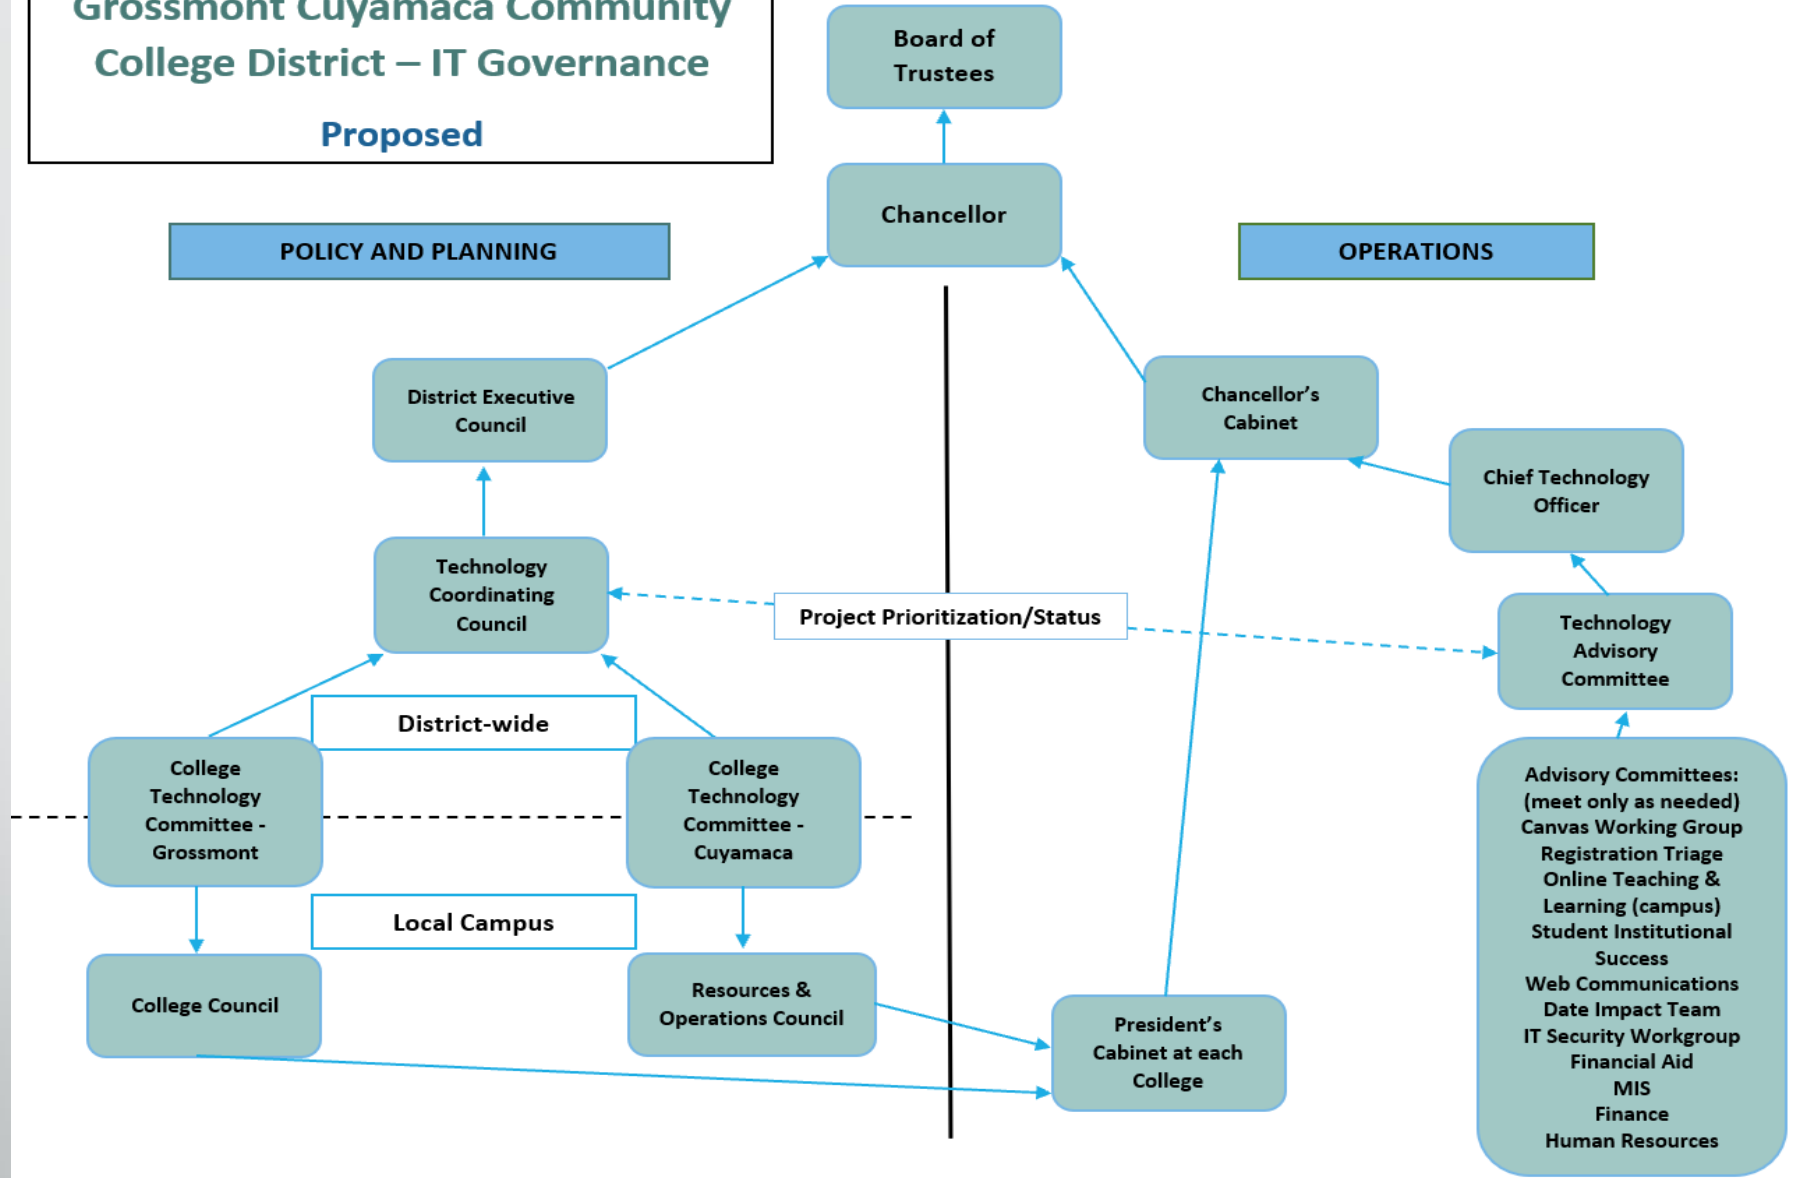 Grossmont Cuyamaca Community
College District – IT Governance
Proposed
Board of
Trustees
Chancellor
POLICY AND PLANNING
OPERATIONS
District Executive
Council
Chancellor’s
Cabinet
Chief Technology
Officer
Technology
Coordinating
Council
Project Prioritization/Status
Technology
Advisory
Committee
District-wide
College
Technology
Committee -
Grossmont
College
Technology
Committee -
Cuyamaca
Local Campus
College Council
Resources &
Operations Council
President’s
Cabinet at each
College
Advisory Committees:
(meet only as needed)
Canvas Working Group
Registration Triage
Online Teaching &
Learning (campus)
Student Institutional
Success
Web Communications
Date Impact Team
IT Security Workgroup
Financial Aid
MIS
Finance
Human Resources